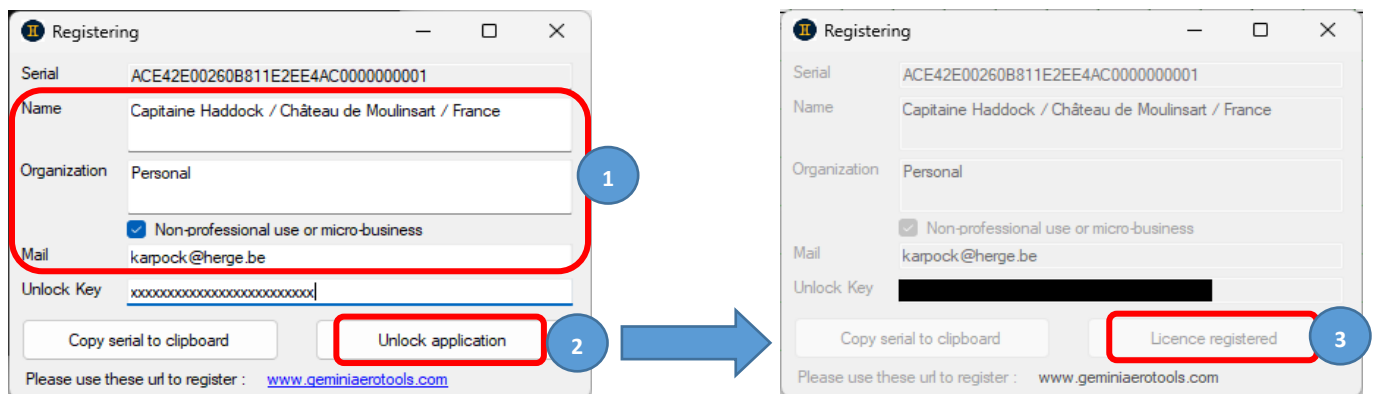 Registering
Serial ACE42E00260B811E2EE4AC0000000001
Name Capitaine Haddock / Château de Moulinsart / France
Organization Personal
Non-professional use or micro-business
Mail karpock@herge.be
Unlock Key xxxxxxxxxxxxxxxxxxxxxxxxxx
Copy serial to clipboard Unlock application
Please use these url to register : www.geminiaerotools.com
1
2
Registering
Serial ACE42E00260B811E2EE4AC0000000001
Name Capitaine Haddock / Château de Moulinsart / France
Organization Personal
Non-professional use or micro-business
Mail karpock@herge.be
Unlock Key
Copy serial to clipboard Licence registered
Please use these url to register : www.geminiaerotools.com
3